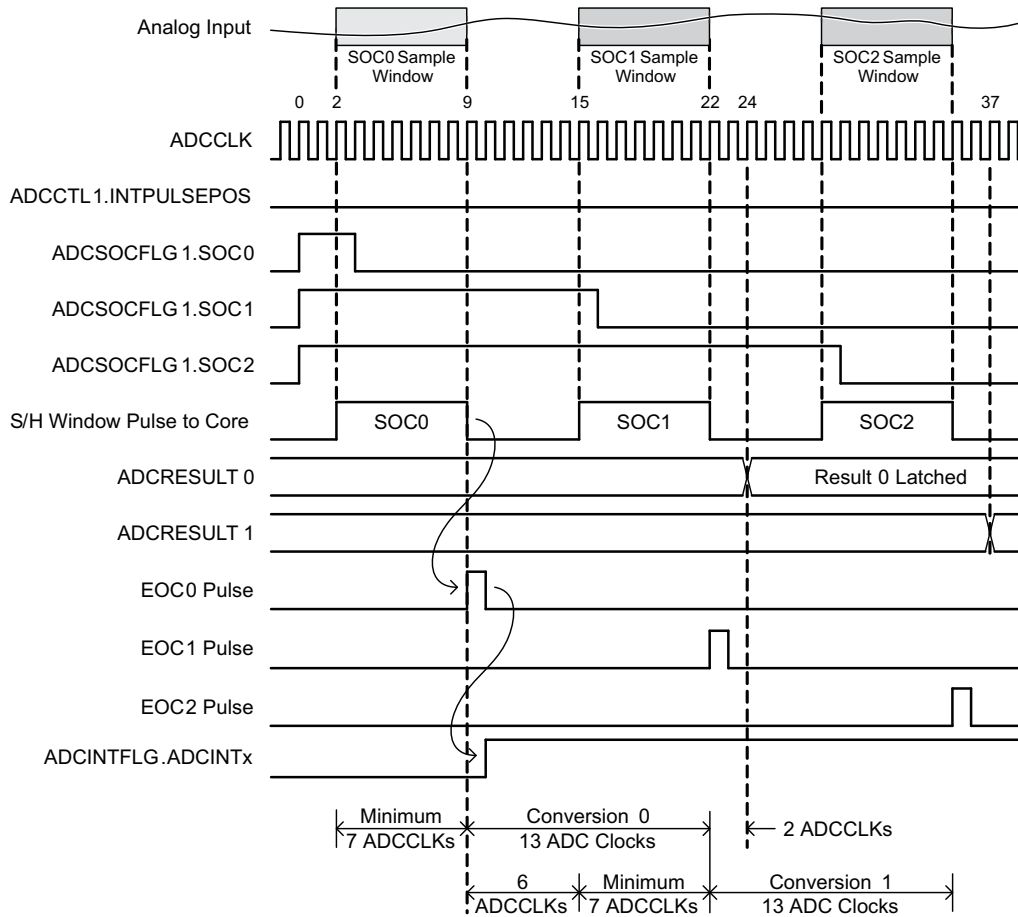 Analog Input
SOC0 Sample
Window
SOC1 Sample
Window
SOC2 Sample
Window
0 2 9 15 22 24 37
ADCCLK
ADCCTL1.INTPULSEPOS
ADCSOCFLG 1.SOC0
ADCSOCFLG 1.SOC1
ADCSOCFLG 1.SOC2
S/H Window Pulse to Core SOC0 SOC1 SOC2
ADCRESULT 0 Result 0 Latched
ADCRESULT 1
EOC0 Pulse
EOC1 Pulse
EOC2 Pulse
ADCINTFLG.ADCINTx
Minimum
7 ADCCLKs
Conversion 0
13 ADC Clocks
2 ADCCLKs
6
ADCCLKs
Minimum
7 ADCCLKs
Conversion 1
13 ADC Clocks